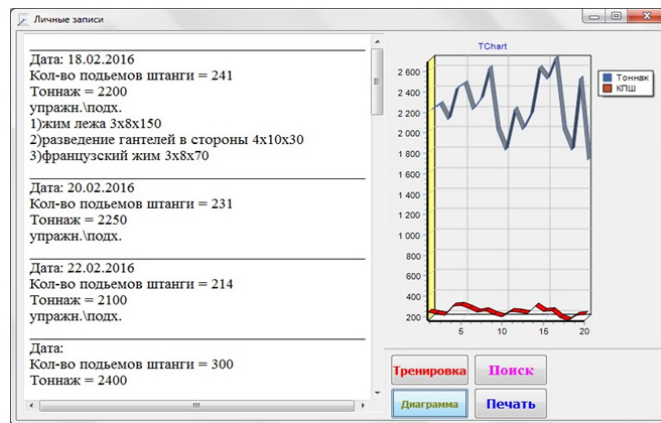 Личные записи
Дата: 18.02.2016
Кол-во подьемов штанги = 241
Тоннаж = 2200
упражн.\подх.
1)жим лежа 3x8x150
2)разведение гантелей в стороны 4x10x30
3)французский жим 3x8x70
Дата: 20.02.2016
Кол-во подьемов штанги = 231
Тоннаж = 2250
упражн.\подх.
Дата: 22.02.2016
Кол-во подьемов штанги = 214
Тоннаж = 2100
упражн.\подх.
Дата:
Кол-во подьемов штанги = 300
Тоннаж = 2400
TChart
2 600
2 400
2 200
2 000
1 800
1 600
1 400
1 200
1 000
800
600
400
200
5 10 15 20
Тоннаж
КПШ
Тренировка Поиск
Диаграмма Печать